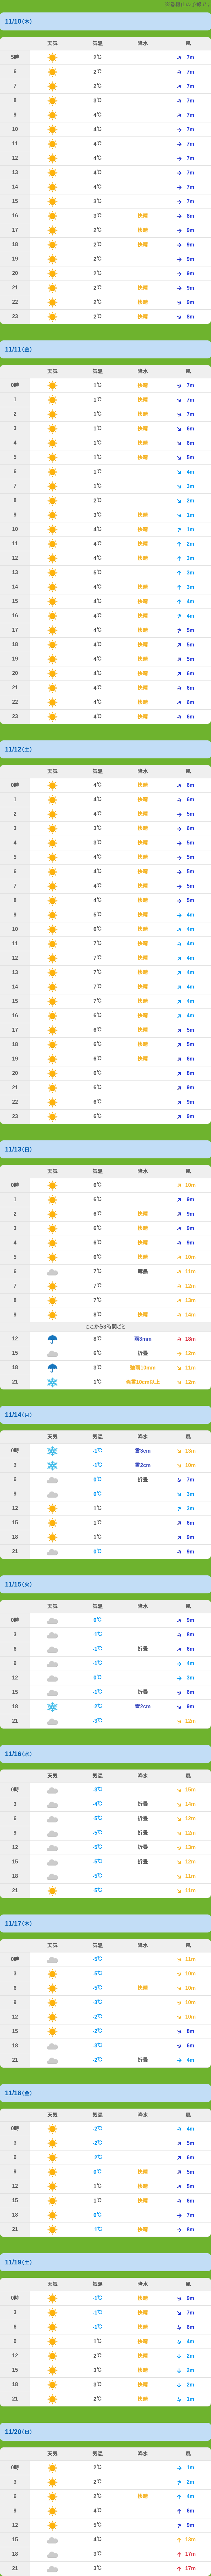 11/10(木)
天気 気温 降水 風
5時 2℃ 7m
6 2℃ 7m
7 2℃ 7m
8 3℃ 7m
9 4℃ 7m
10 4℃ 7m
11 4℃ 7m
12 4℃ 7m
13 4℃ 7m
14 4℃ 7m
15 3℃ 7m
16 3℃ 快晴 8m
17 2℃ 快晴 9m
18 2℃ 快晴 9m
19 2℃ 9m
20 2℃ 9m
21 2℃ 快晴 9m
22 2℃ 快晴 9m
23 2℃ 快晴 8m
11/11(金)
天気 気温 降水 風
0時 1℃ 快晴 7m
1 1℃ 快晴 7m
2 1℃ 快晴 7m
3 1℃ 快晴 6m
4 1℃ 快晴 6m
5 1℃ 快晴 5m
6 1℃ 4m
7 1℃ 3m
8 2℃ 2m
9 3℃ 快晴 1m
10 4℃ 快晴 1m
11 4℃ 快晴 2m
12 4℃ 快晴 3m
13 5℃ 3m
14 4℃ 快晴 3m
15 4℃ 快晴 4m
16 4℃ 快晴 4m
17 4℃ 快晴 5m
18 4℃ 快晴 5m
19 4℃ 快晴 5m
20 4℃ 快晴 6m
21 4℃ 快晴 6m
22 4℃ 快晴 6m
23 4℃ 快晴 6m
11/12(土)
天気 気温 降水 風
0時 4℃ 快晴 6m
1 4℃ 快晴 6m
2 4℃ 快晴 5m
3 3℃ 快晴 6m
4 3℃ 快晴 5m
5 4℃ 快晴 5m
6 4℃ 快晴 5m
7 4℃ 快晴 5m
8 4℃ 快晴 5m
9 5℃ 快晴 4m
10 6℃ 快晴 4m
11 7℃ 快晴 4m
12 7℃ 快晴 4m
13 7℃ 快晴 4m
14 7℃ 快晴 4m
15 7℃ 快晴 4m
16 6℃ 快晴 4m
17 6℃ 快晴 5m
18 6℃ 快晴 5m
19 6℃ 快晴 6m
20 6℃ 8m
21 6℃ 9m
22 6℃ 9m
23 6℃ 9m
11/13(日)
天気 気温 降水 風
0時 6℃ 10m
1 6℃ 9m
2 6℃ 快晴 9m
3 6℃ 快晴 9m
4 6℃ 快晴 9m
5 6℃ 快晴 10m
6 7℃ 薄曇 11m
7 7℃ 12m
8 7℃ 13m
9 8℃ 快晴 14m
ここから3時間ごと
12 8℃ 雨3mm 18m
15 6℃ 折曇 12m
18 3℃ 強雨10mm 11m
21 1℃ 強雪10cm以上 12m
11/14(月)
天気 気温 降水 風
0時 -1℃ 雪3cm 13m
3 -1℃ 雪2cm 10m
6 0℃ 折曇 7m
9 0℃ 3m
12 1℃ 3m
15 1℃ 6m
18 1℃ 9m
21 0℃ 9m
11/15(火)
天気 気温 降水 風
0時 0℃ 9m
3 -1℃ 8m
6 -1℃ 折曇 6m
9 -1℃ 4m
12 0℃ 3m
15 -1℃ 折曇 6m
18 -2℃ 雪2cm 9m
21 -3℃ 12m
11/16(水)
天気 気温 降水 風
0時 -3℃ 15m
3 -4℃ 折曇 14m
6 -5℃ 折曇 12m
9 -5℃ 折曇 12m
12 -5℃ 折曇 13m
15 -5℃ 折曇 12m
18 -5℃ 11m
21 -5℃ 11m
11/17(木)
天気 気温 降水 風
0時 -5℃ 11m
3 -5℃ 10m
6 -5℃ 快晴 10m
9 -3℃ 10m
12 -2℃ 10m
15 -2℃ 8m
18 -3℃ 6m
21 -2℃ 折曇 4m
11/18(金)
天気 気温 降水 風
0時 -2℃ 4m
3 -2℃ 5m
6 -2℃ 6m
9 0℃ 快晴 5m
12 1℃ 快晴 5m
15 1℃ 快晴 6m
18 0℃ 7m
21 -1℃ 快晴 8m
11/19(土)
天気 気温 降水 風
0時 -1℃ 快晴 9m
3 -1℃ 快晴 7m
6 -1℃ 快晴 6m
9 1℃ 快晴 4m
12 2℃ 快晴 2m
15 3℃ 快晴 2m
18 3℃ 快晴 2m
21 2℃ 快晴 1m
11/20(日)
天気 気温 降水 風
0時 2℃ 1m
3 2℃ 2m
6 2℃ 快晴 4m
9 4℃ 6m
12 5℃ 9m
15 4℃ 13m
18 3℃ 17m
21 3℃ 17m